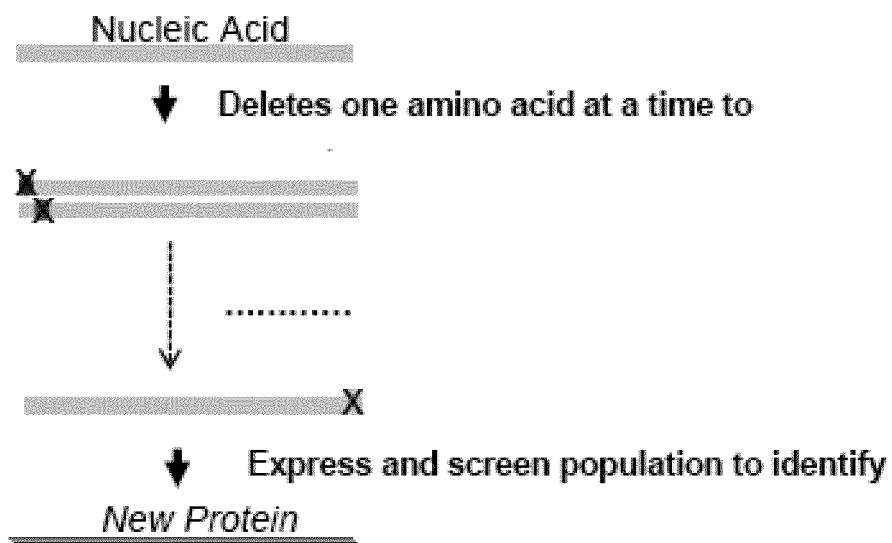 Nucleic Acid
Deletes one amino acid at a time to
X
X
............
X
Express and screen population to identify
New Protein